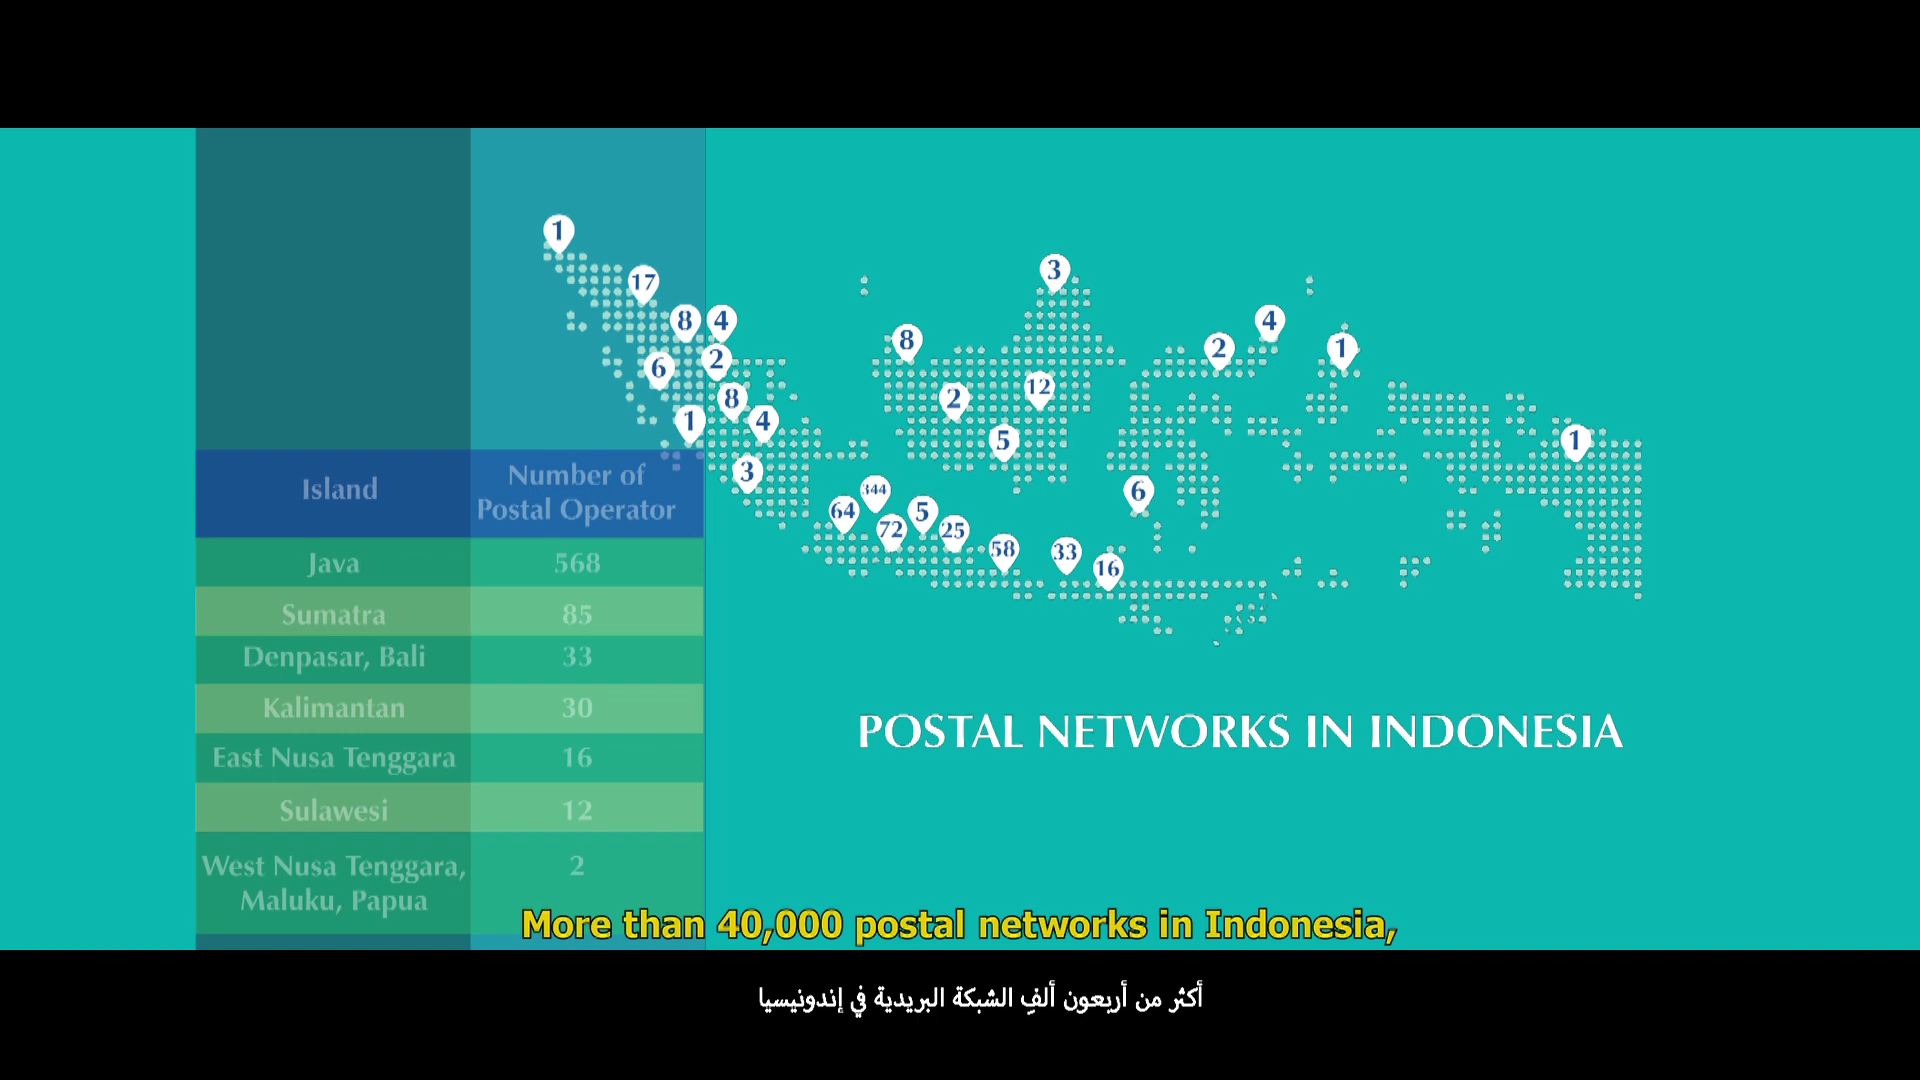 1
17
8
4
6
2
8
1
4
3
3
8
2
12
5
2
4
1
1
6
344
64
72
5
25
58
33
16
Island
Number of
Postal Operator
Java 568
Sumatra 85
Denpasar, Bali 33
Kalimantan 30
East Nusa Tenggara 16
Sulawesi 12
West Nusa Tenggara, 2
Maluku, Papua
POSTAL NETWORKS IN INDONESIA
More than 40,000 postal networks in Indonesia,
أكثر من أربعون ألفِ الشبكة البريدية في إندونيسيا